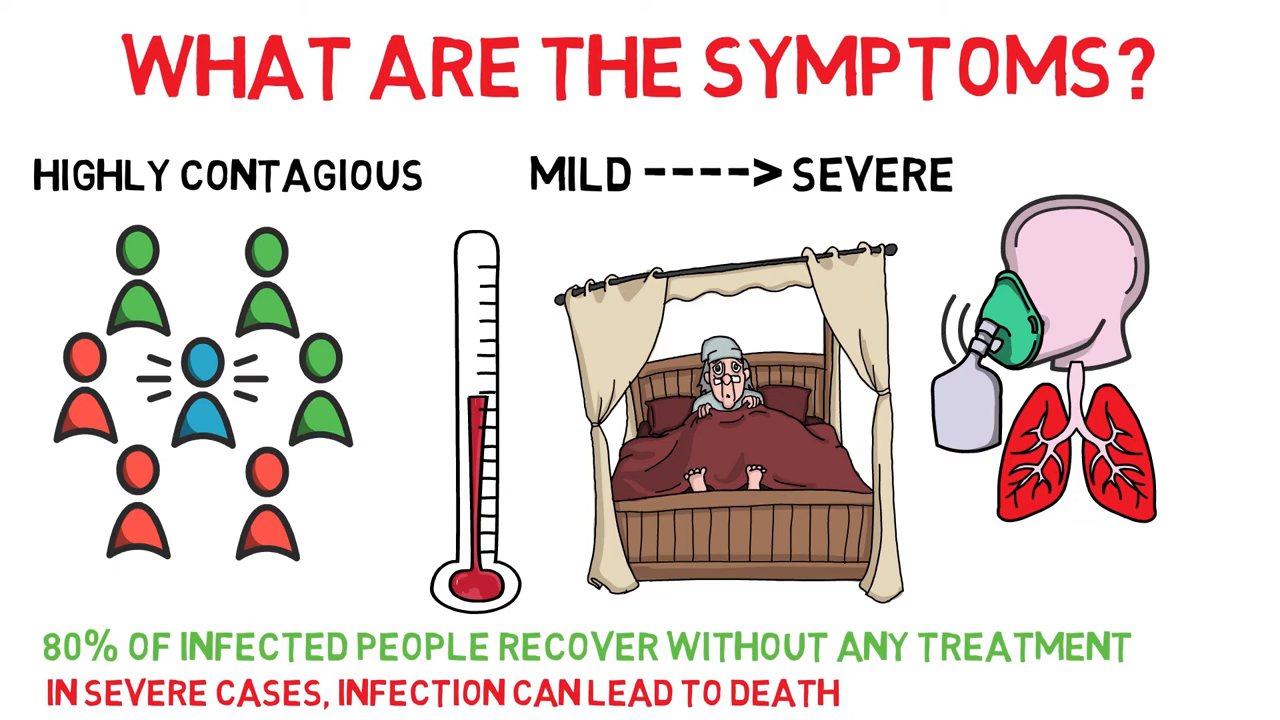 WHAT ARE THE SYMPTOMS?
HIGHLY CONTAGIOUS
MILD ----> SEVERE
80% OF INFECTED PEOPLE RECOVER WITHOUT ANY TREATMENT
IN SEVERE CASES, INFECTION CAN LEAD TO DEATH